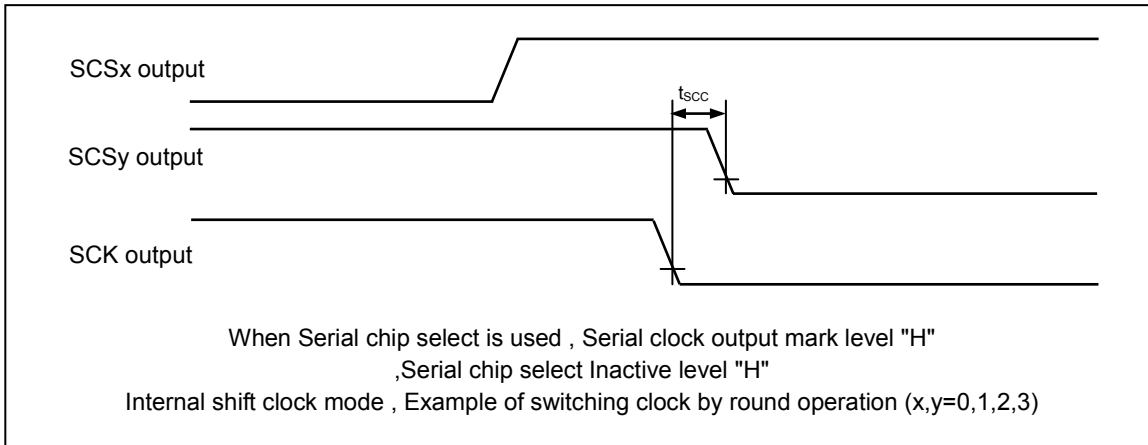 SCSx output
tSCC
SCSy output
SCK output
When Serial chip select is used , Serial clock output mark level "H"
,Serial chip select Inactive level "H"
Internal shift clock mode , Example of switching clock by round operation (x,y=0,1,2,3)